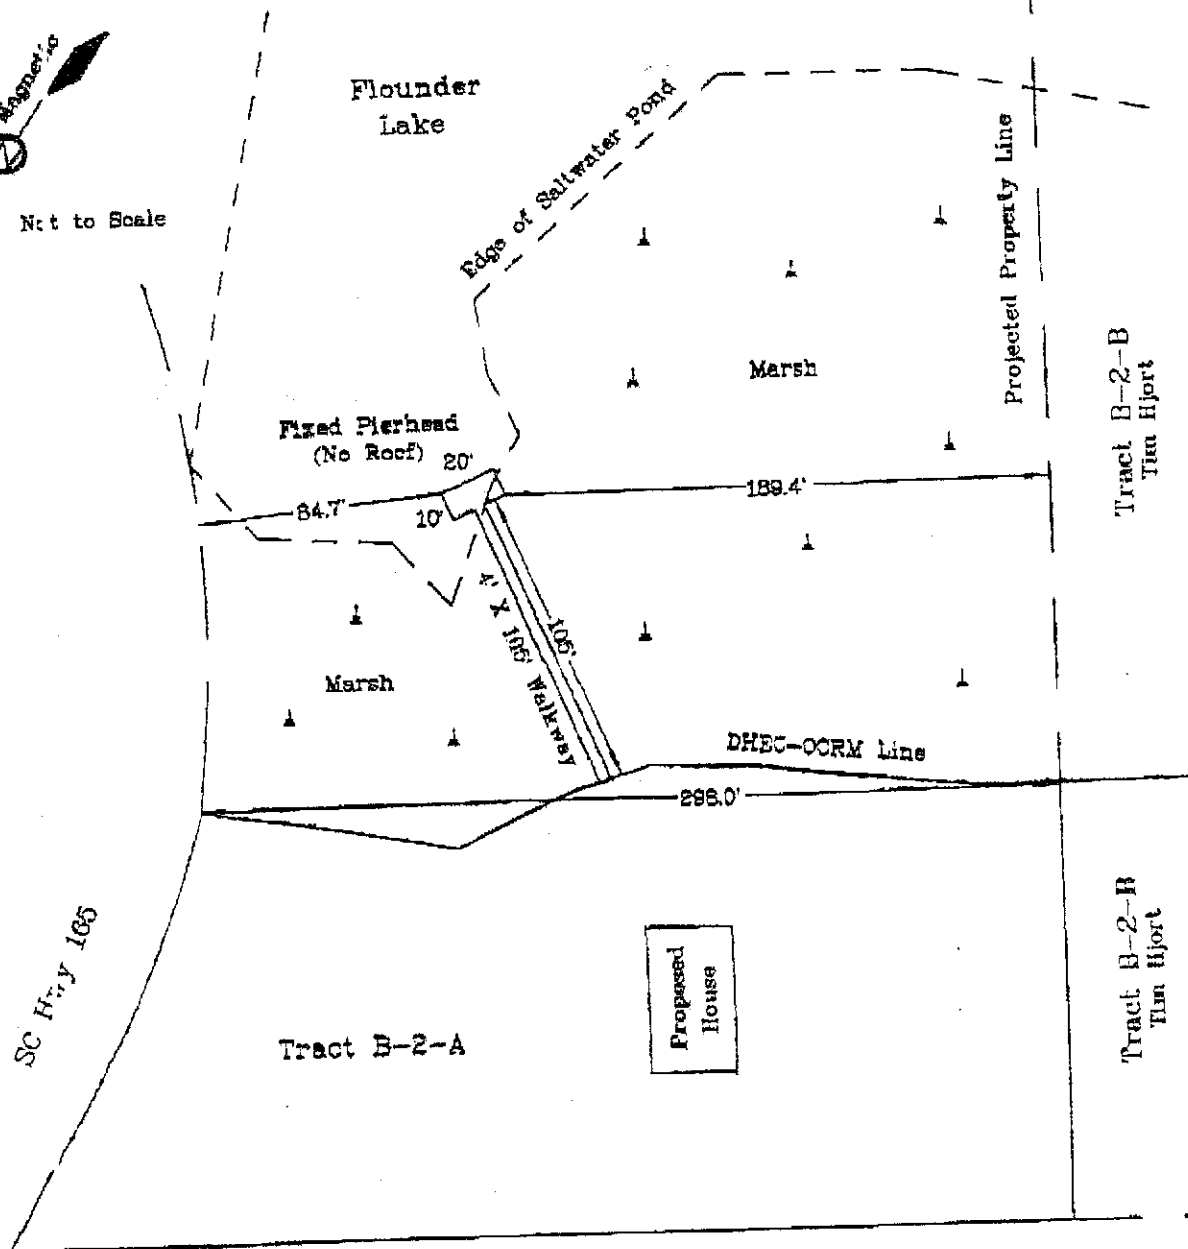 Magnetic
Not to Scale
Flounder
Lake
Edge of Saltwater Pond
Projected Property Line
Marsh
Tract B-2-B
Tim Hjort
Fixed Pierhead
(No Roof)
20'
10'
84.7'
189.4'
4' X 105' Walkway
105'
Marsh
DHEC-OCRM Line
298.0'
SC Hwy 165
Proposed
House
Tract B-2-A
Tract B-2-B
Tim Hjort